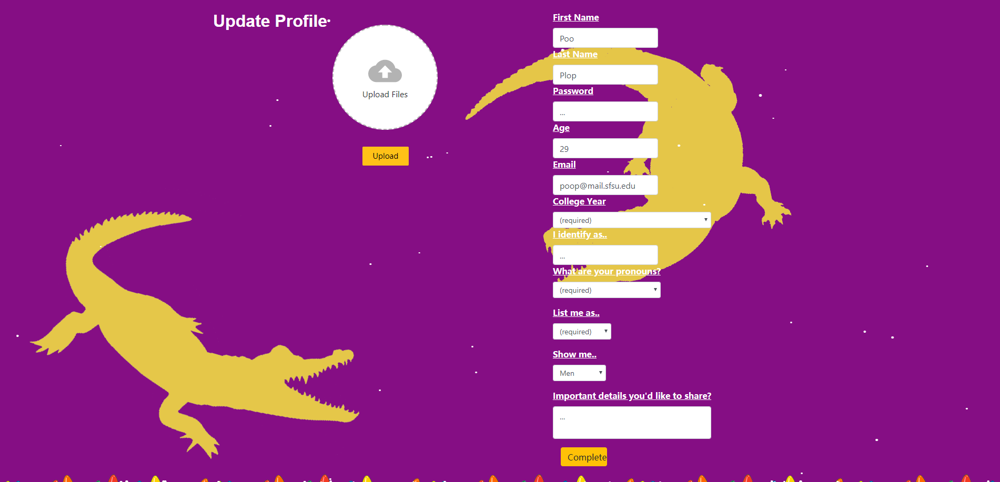 Update Profile
Upload Files
Upload
First Name
Poo
Last Name
Plop
Password
...
Age
29
Email
poop@mail.sfsu.edu
College Year
(required)
I identify as..
...
What are your pronouns?
(required)
List me as..
(required)
Show me..
Men
Important details you'd like to share?
...
Complete